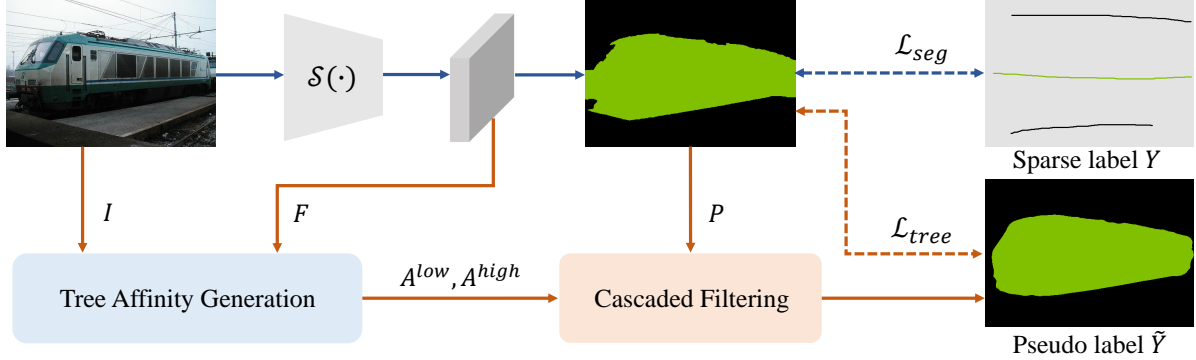 𝒮(·)
ℒ_seg
Sparse label Y
I
F
P
ℒ_tree
Tree Affinity Generation
A^low, A^high
Cascaded Filtering
Pseudo label Ỹ